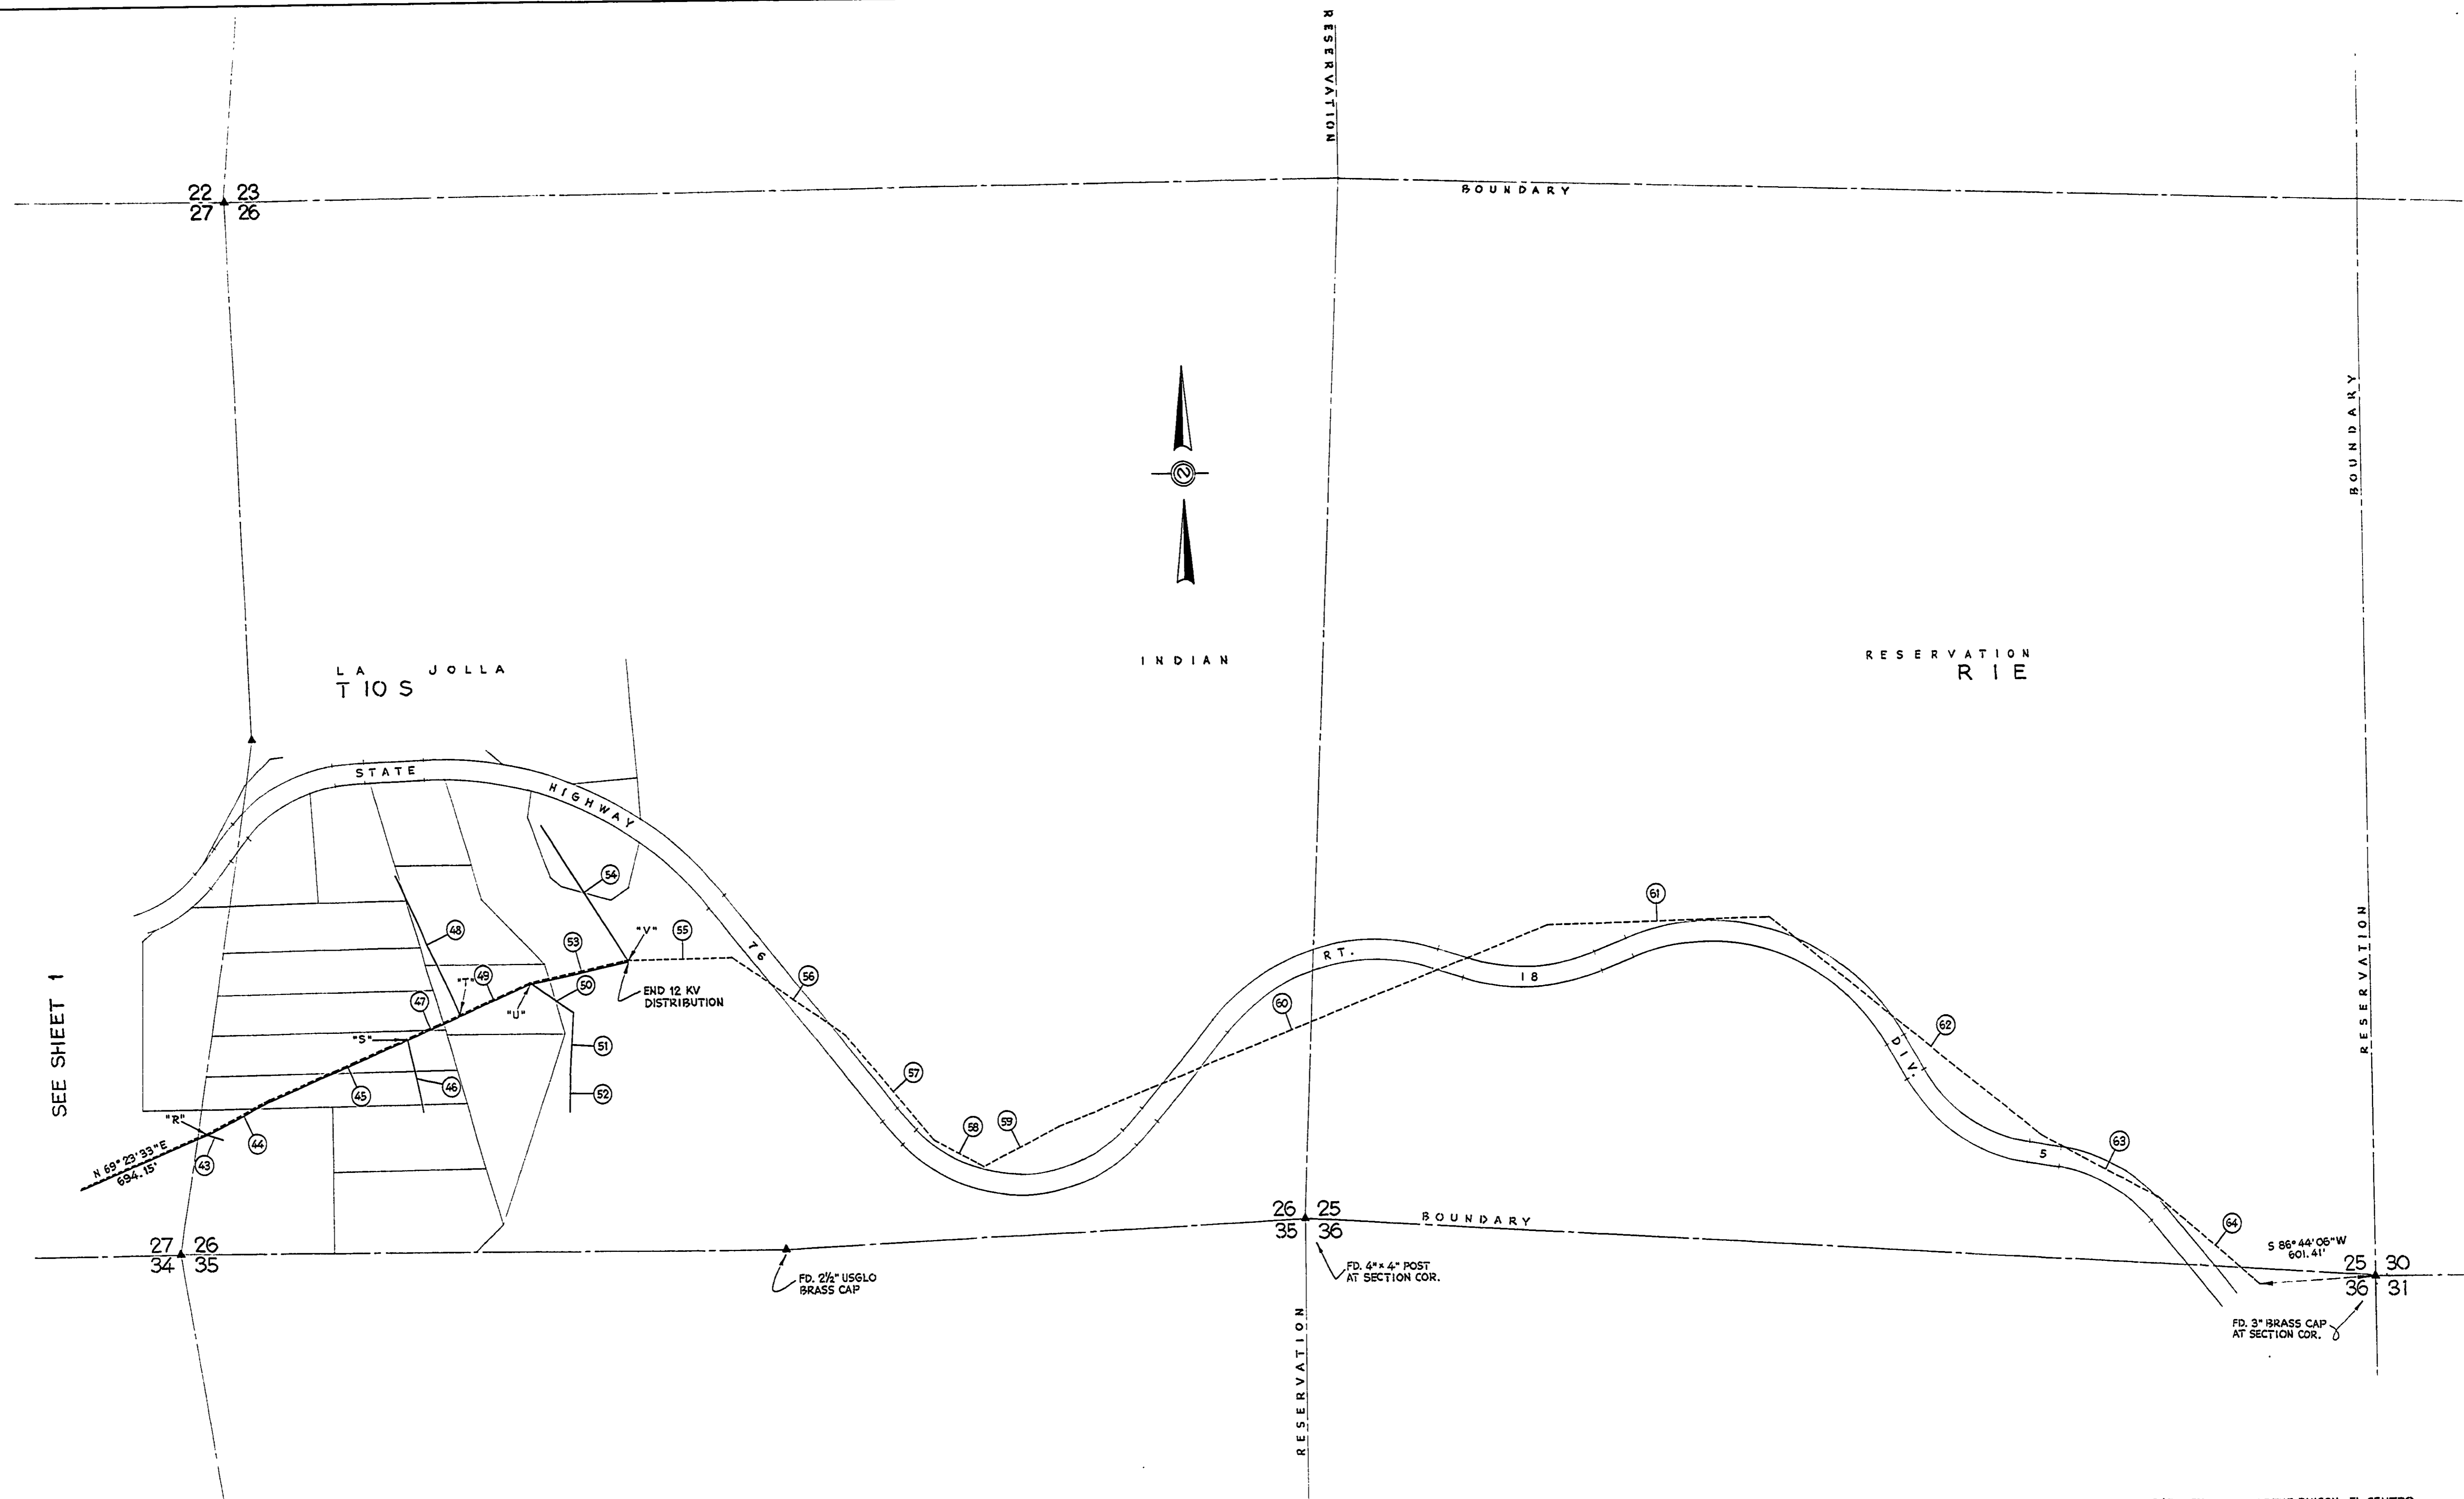 RESERVATION
22 23
27 26
BOUNDARY
BOUNDARY
LA JOLLA
T 10 S
INDIAN
RESERVATION
R 1 E
STATE
HIGHWAY
76
RT.
18
DIV.
5
54
48
"V"
55
53
61
"T"
49
56
50
END 12 KV
DISTRIBUTION
47
"U"
60
RESERVATION
SEE SHEET 1
"S"
51
62
57
46
45
52
"R"
44
43
58
59
63
N 69° 23' 33" E
694.15'
26 25
35 36
BOUNDARY
64
S 86° 44' 06" W
601.41'
27 26
34 35
FD. 2½" USGLO
BRASS CAP
FD. 4" x 4" POST
AT SECTION COR.
25 30
36 31
FD. 3" BRASS CAP
AT SECTION COR.
RESERVATION